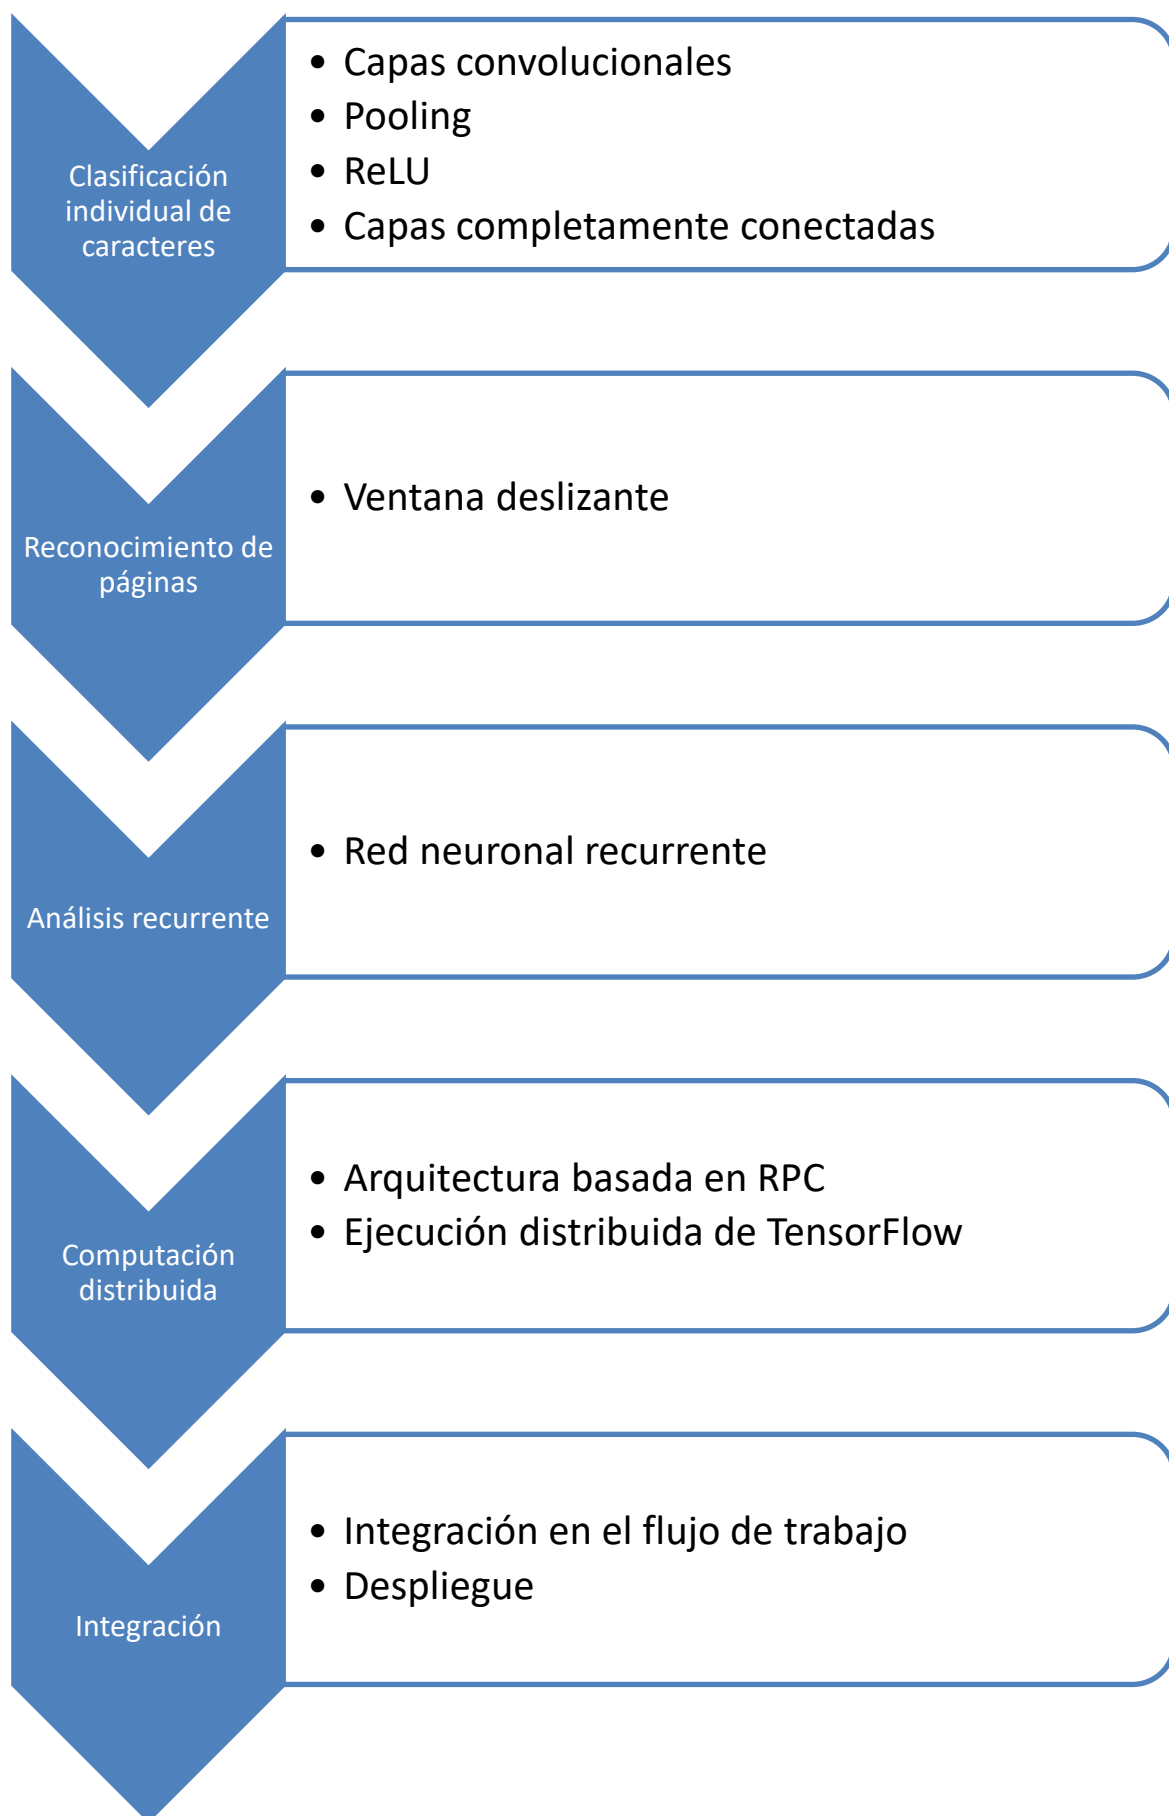 Clasificación
individual de
caracteres
• Capas convolucionales
• Pooling
• ReLU
• Capas completamente conectadas
Reconocimiento de
páginas
• Ventana deslizante
Análisis recurrente
• Red neuronal recurrente
Computación
distribuida
• Arquitectura basada en RPC
• Ejecución distribuida de TensorFlow
Integración
• Integración en el flujo de trabajo
• Despliegue